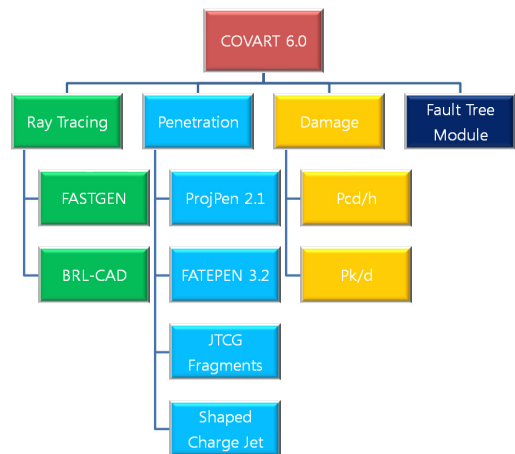 COVART 6.0
Ray Tracing
Penetration
Damage
Fault Tree
Module
FASTGEN
ProjPen 2.1
Pcd/h
BRL-CAD
FATEPEN 3.2
Pk/d
JTCG
Fragments
Shaped
Charge Jet